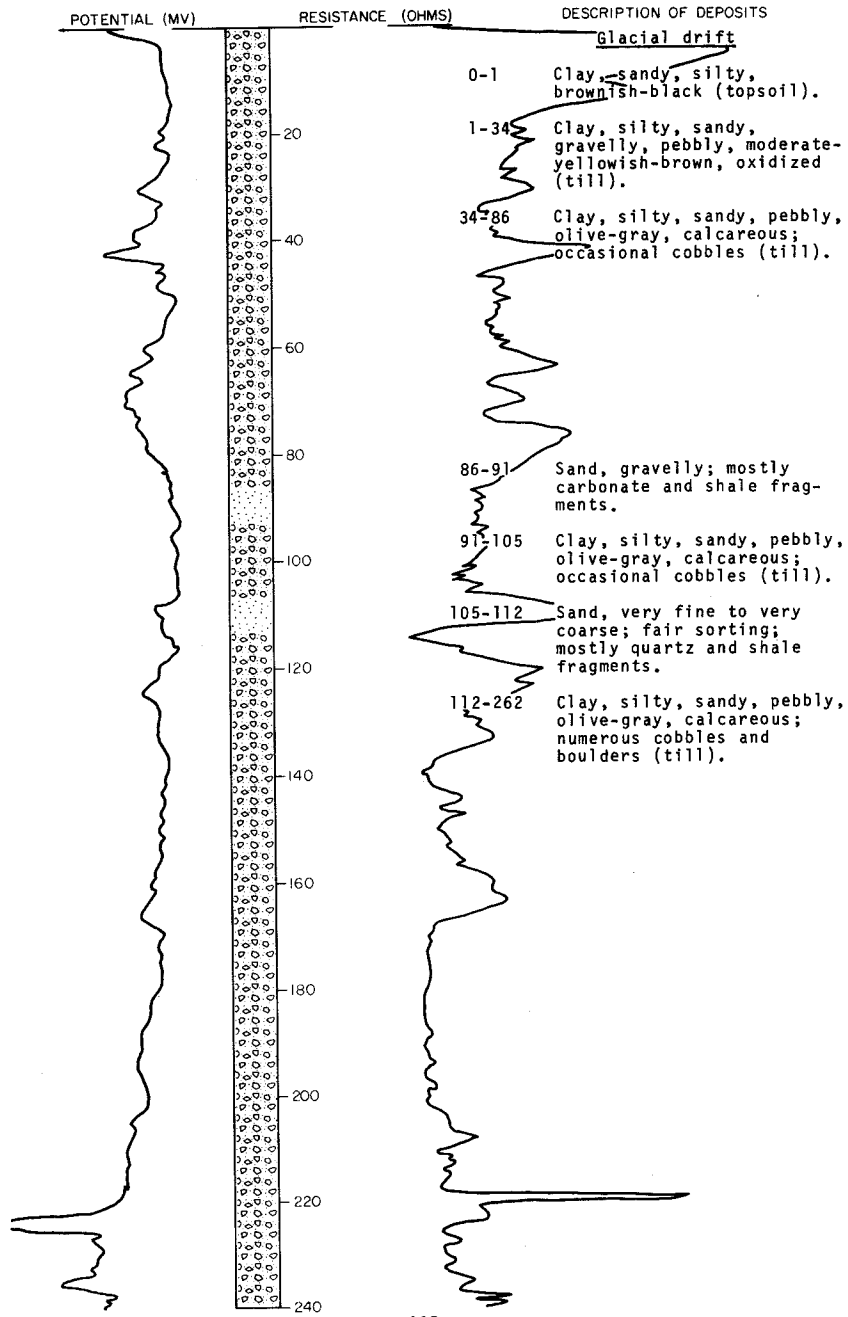 POTENTIAL (MV)
RESISTANCE (OHMS)
DESCRIPTION OF DEPOSITS
Glacial drift
0-1 Clay, sandy, silty,
brownish-black (topsoil).
20
1-34 Clay, silty, sandy,
gravelly, pebbly, moderate-
yellowish-brown, oxidized
(till).
34-86 Clay, silty, sandy, pebbly,
olive-gray, calcareous;
occasional cobbles (till).
40
60
80
86-91 Sand, gravelly; mostly
carbonate and shale frag-
ments.
91-105 Clay, silty, sandy, pebbly,
olive-gray, calcareous;
occasional cobbles (till).
100
105-112 Sand, very fine to very
coarse; fair sorting;
mostly quartz and shale
fragments.
120
112-262 Clay, silty, sandy, pebbly,
olive-gray, calcareous;
numerous cobbles and
boulders (till).
140
160
180
200
220
240